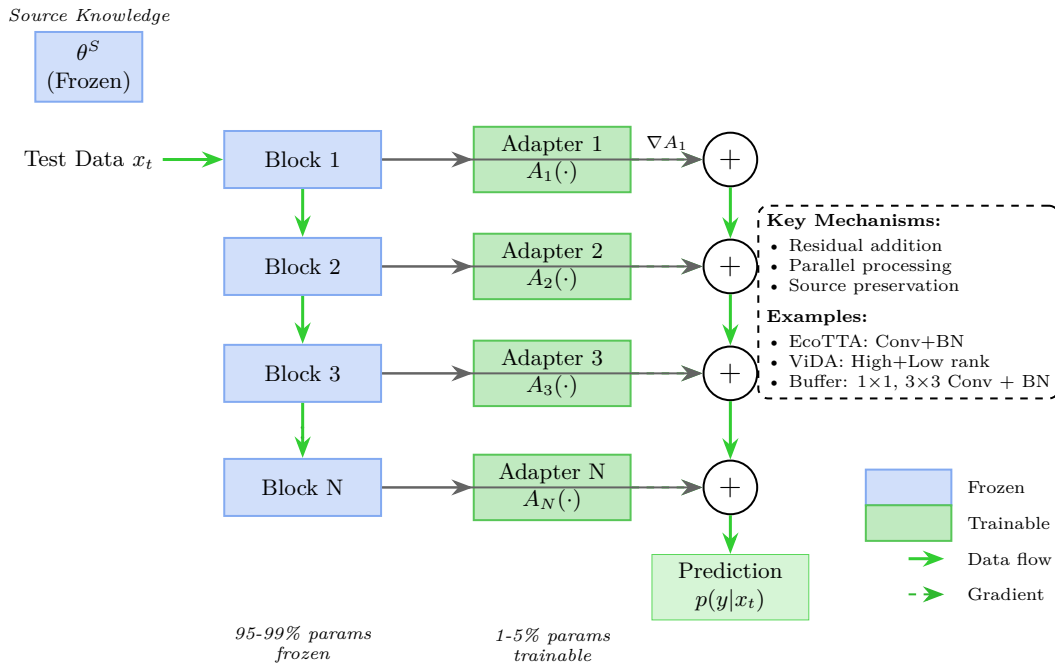 Source Knowledge
θ^S
(Frozen)
Test Data x_t
Block 1
Adapter 1
A_1(·)
∇A_1
+
Block 2
Adapter 2
A_2(·)
+
Block 3
Adapter 3
A_3(·)
+
Block N
Adapter N
A_N(·)
+
Key Mechanisms:
• Residual addition
• Parallel processing
• Source preservation
Examples:
• EcoTTA: Conv+BN
• ViDA: High+Low rank
• Buffer: 1×1, 3×3 Conv + BN
Prediction
p(y|x_t)
Frozen
Trainable
Data flow
Gradient
95-99% params
frozen
1-5% params
trainable